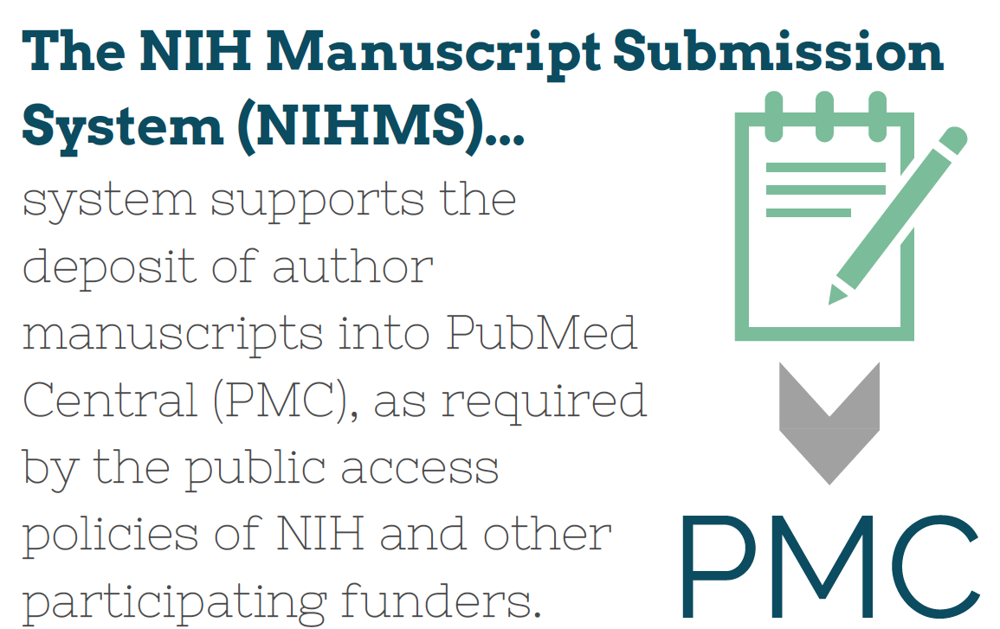 The NIH Manuscript Submission
System (NIHMS)...
system supports the
deposit of author
manuscripts into PubMed
Central (PMC), as required
by the public access
policies of NIH and other
participating funders.
PMC